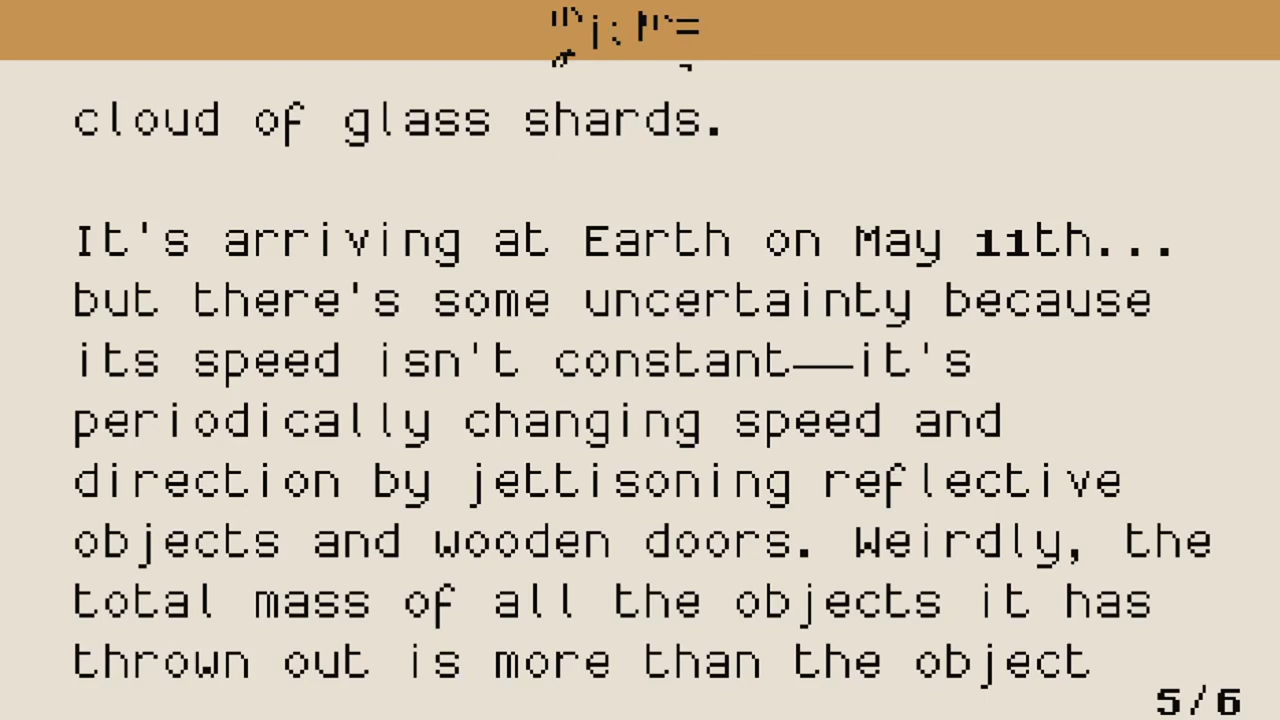 cloud of glass shards.
It's arriving at Earth on May 11th...
but there's some uncertainty because
its speed isn't constant—it's
periodically changing speed and
direction by jettisoning reflective
objects and wooden doors. Weirdly, the
total mass of all the objects it has
thrown out is more than the object
5/6